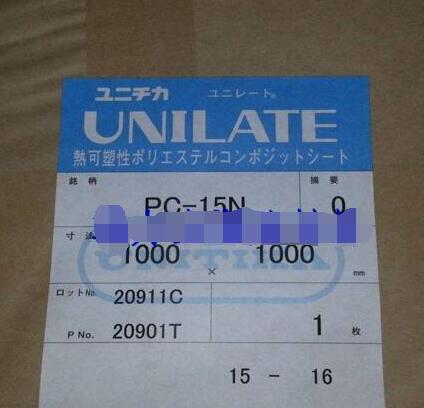 ユニチカ ユニレート®
UNILATE
熱可塑性ポリエステルコンポジットシート
銘柄 PC-15N 摘要 0
寸法 1000 × 1000 mm
UNITIKA
ロットNo. 20911C
P No. 20901T 1 枚
15 - 16